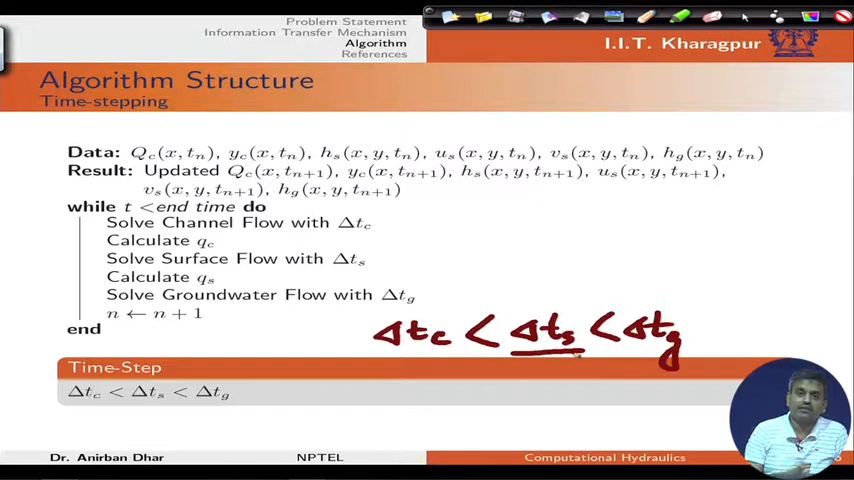 Problem Statement
Information Transfer Mechanism
Algorithm
References
I.I.T. Kharagpur
Algorithm Structure
Time-stepping
Data: Q_c(x, t_n), y_c(x, t_n), h_s(x, y, t_n), u_s(x, y, t_n), v_s(x, y, t_n), h_g(x, y, t_n)
Result: Updated Q_c(x, t_{n+1}), y_c(x, t_{n+1}), h_s(x, y, t_{n+1}), u_s(x, y, t_{n+1}),
v_s(x, y, t_{n+1}), h_g(x, y, t_{n+1})
while t <end time do
Solve Channel Flow with Δt_c
Calculate q_c
Solve Surface Flow with Δt_s
Calculate q_s
Solve Groundwater Flow with Δt_g
n ← n + 1
end
Δt_c < Δt_s < Δt_g
Time-Step
Δt_c < Δt_s < Δt_g
Dr. Anirban Dhar NPTEL Computational Hydraulics